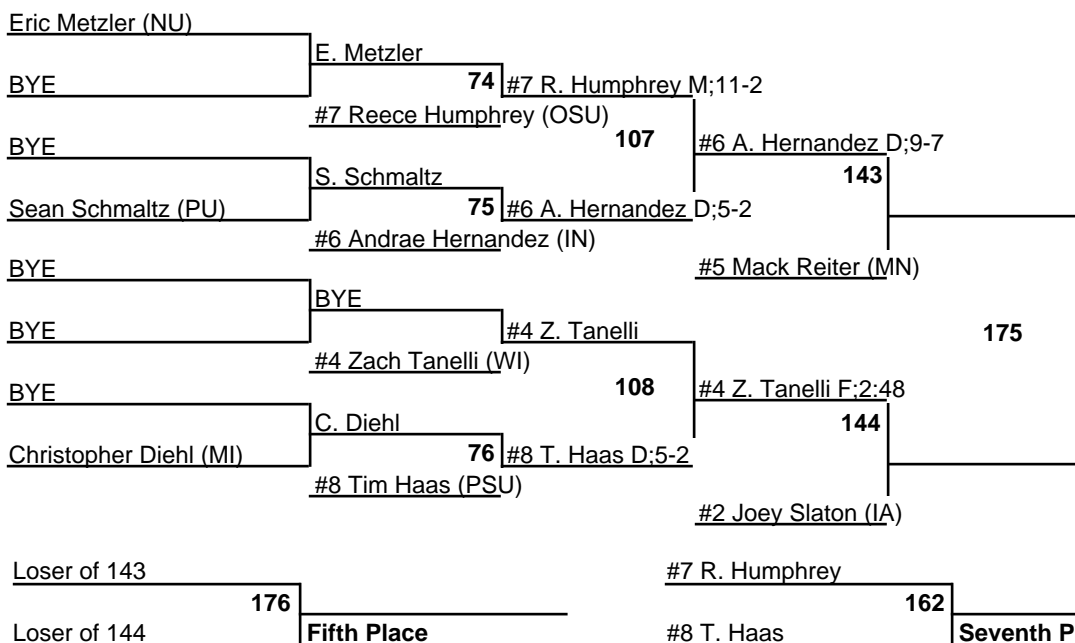 Eric Metzler (NU)
E. Metzler
BYE
74
#7 R. Humphrey M;11-2
#7 Reece Humphrey (OSU)
107
#6 A. Hernandez D;9-7
BYE
143
S. Schmaltz
Sean Schmaltz (PU)
75
#6 A. Hernandez D;5-2
#6 Andrae Hernandez (IN)
BYE
#5 Mack Reiter (MN)
BYE
BYE
#4 Z. Tanelli
175
#4 Zach Tanelli (WI)
BYE
108
#4 Z. Tanelli F;2:48
C. Diehl
144
Christopher Diehl (MI)
76
#8 T. Haas D;5-2
#8 Tim Haas (PSU)
#2 Joey Slaton (IA)
Loser of 143
#7 R. Humphrey
176
162
Loser of 144
Fifth Place
#8 T. Haas
Seventh P